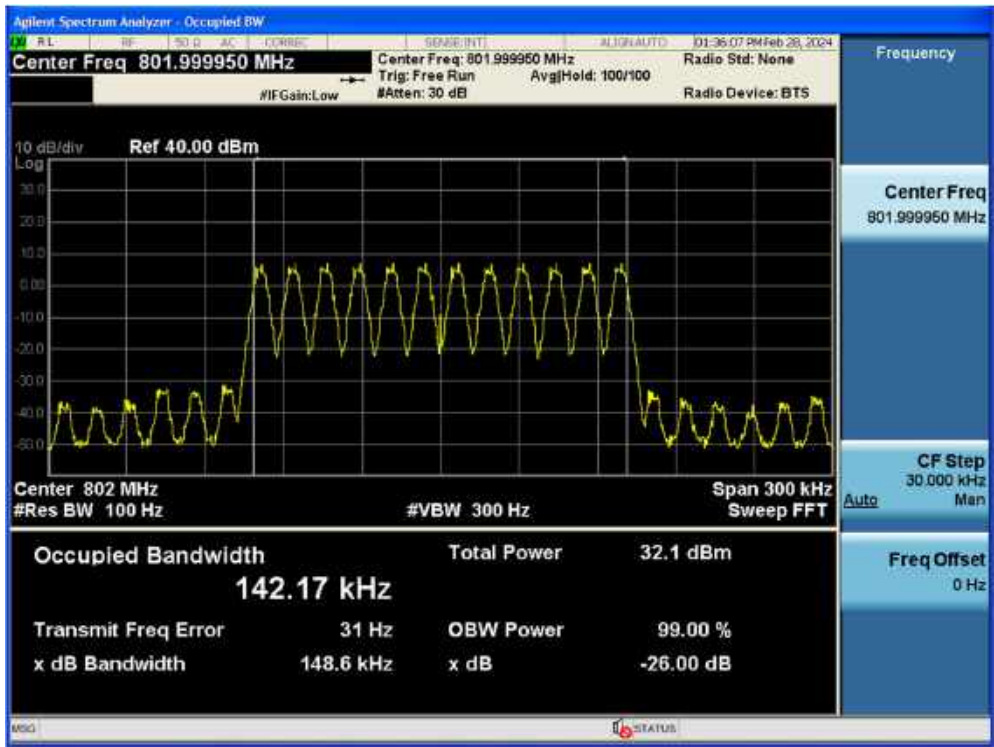 Agilent Spectrum Analyzer - Occupied BW
RL RF 50 Ω AC CORREC SENSE:INT ALIGN AUTO 01:36:07 PM Feb 28, 2024
Center Freq 801.999950 MHz
Center Freq: 801.999950 MHz
Radio Std: None
Trig: Free Run Avg|Hold: 100/100
#IFGain:Low
#Atten: 30 dB
Radio Device: BTS
10 dB/div Ref 40.00 dBm
Log
30.0
20.0
10.0
0.00
-10.0
-20.0
-30.0
-40.0
-50.0
Center 802 MHz
Span 300 kHz
#Res BW 100 Hz
#VBW 300 Hz
Sweep FFT
Occupied Bandwidth
142.17 kHz
Total Power 32.1 dBm
Transmit Freq Error 31 Hz
OBW Power 99.00 %
x dB Bandwidth 148.6 kHz
x dB -26.00 dB
Frequency
Center Freq
801.999950 MHz
CF Step
30.000 kHz
Auto Man
Freq Offset
0 Hz
MSG
STATUS